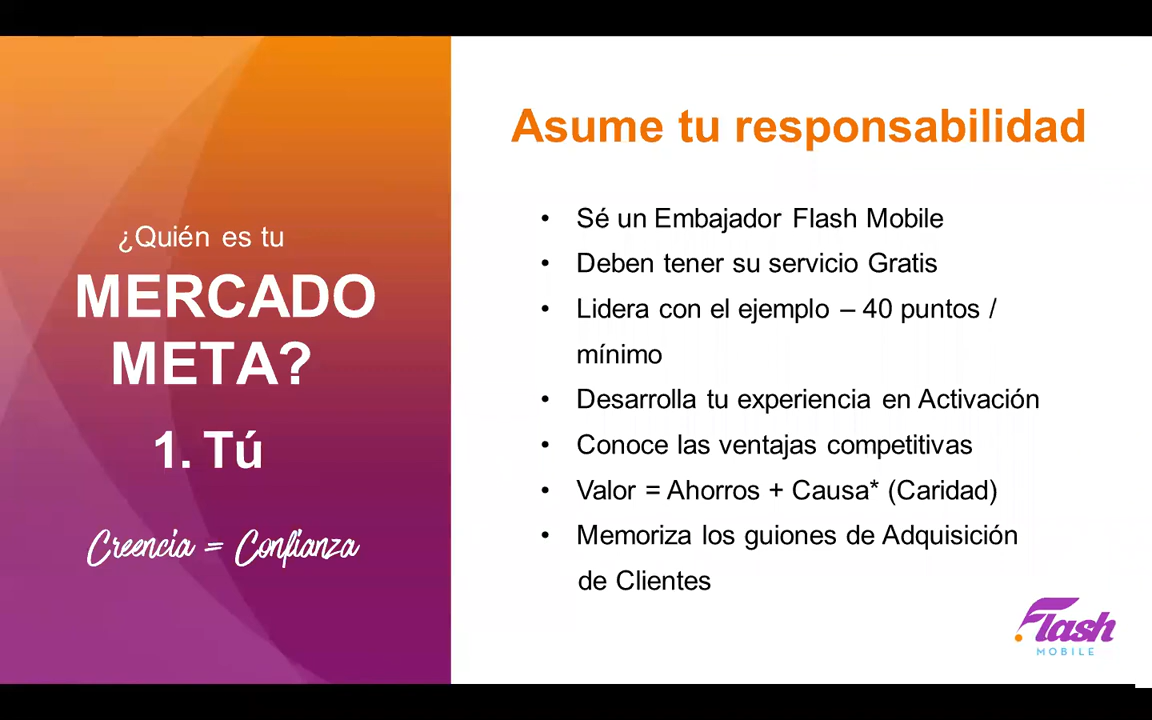 ¿Quién es tu
MERCADO
META?
1. Tú
Creencia = Confianza
Asume tu responsabilidad
• Sé un Embajador Flash Mobile
• Deben tener su servicio Gratis
• Lidera con el ejemplo – 40 puntos /
mínimo
• Desarrolla tu experiencia en Activación
• Conoce las ventajas competitivas
• Valor = Ahorros + Causa* (Caridad)
• Memoriza los guiones de Adquisición
de Clientes
Flash
MOBILE